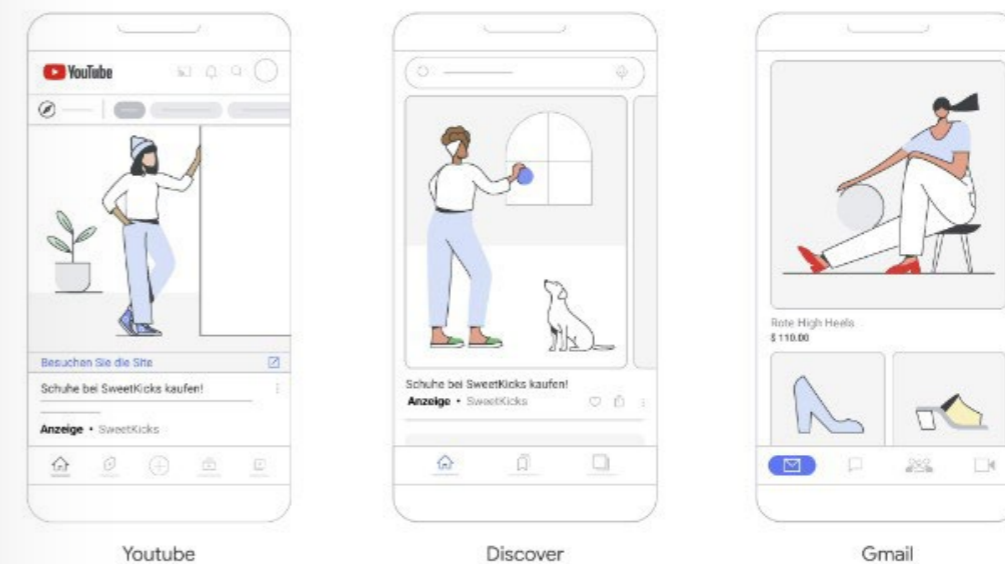 YouTube
Besuchen Sie die Site
Schuhe bei SweetKicks kaufen!
Anzeige • SweetKicks
Youtube
Schuhe bei SweetKicks kaufen!
Anzeige • SweetKicks
Discover
Rote High Heels
$ 110.00
Gmail